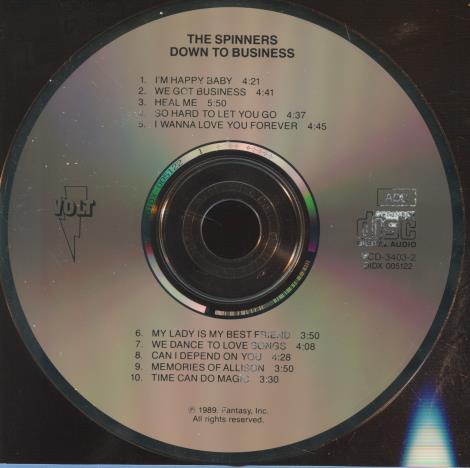 THE SPINNERS
DOWN TO BUSINESS
1. I'M HAPPY BABY 4:21
2. WE GOT BUSINESS 4:41
3. HEAL ME 5:50
4. SO HARD TO LET YOU GO 4:37
5. I WANNA LOVE YOU FOREVER 4:45
VOLT
disc
DIGITAL AUDIO
CD-3403-2
DIDX 005122
6. MY LADY IS MY BEST FRIEND 3:50
7. WE DANCE TO LOVE SONGS 4:08
8. CAN I DEPEND ON YOU 4:28
9. MEMORIES OF ALLISON 3:50
10. TIME CAN DO MAGIC 3:30
℗ 1989. Fantasy, Inc.
All rights reserved.